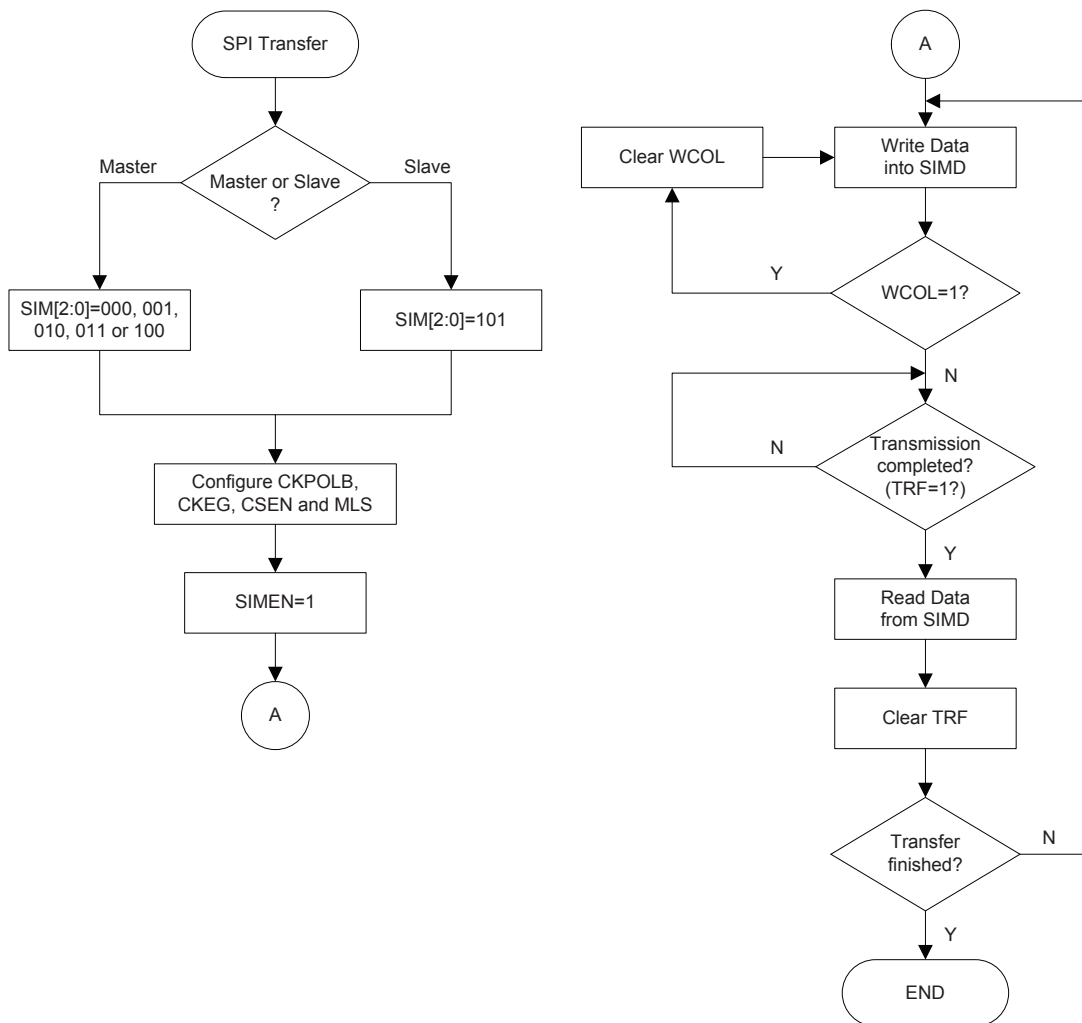 SPI Transfer
Master
Master or Slave
?
Slave
SIM[2:0]=000, 001,
010, 011 or 100
SIM[2:0]=101
Configure CKPOLB,
CKEG, CSEN and MLS
SIMEN=1
A
A
Clear WCOL
Write Data
into SIMD
Y
WCOL=1?
N
N
Transmission
completed?
(TRF=1?)
Y
Read Data
from SIMD
Clear TRF
Transfer
finished?
N
Y
END